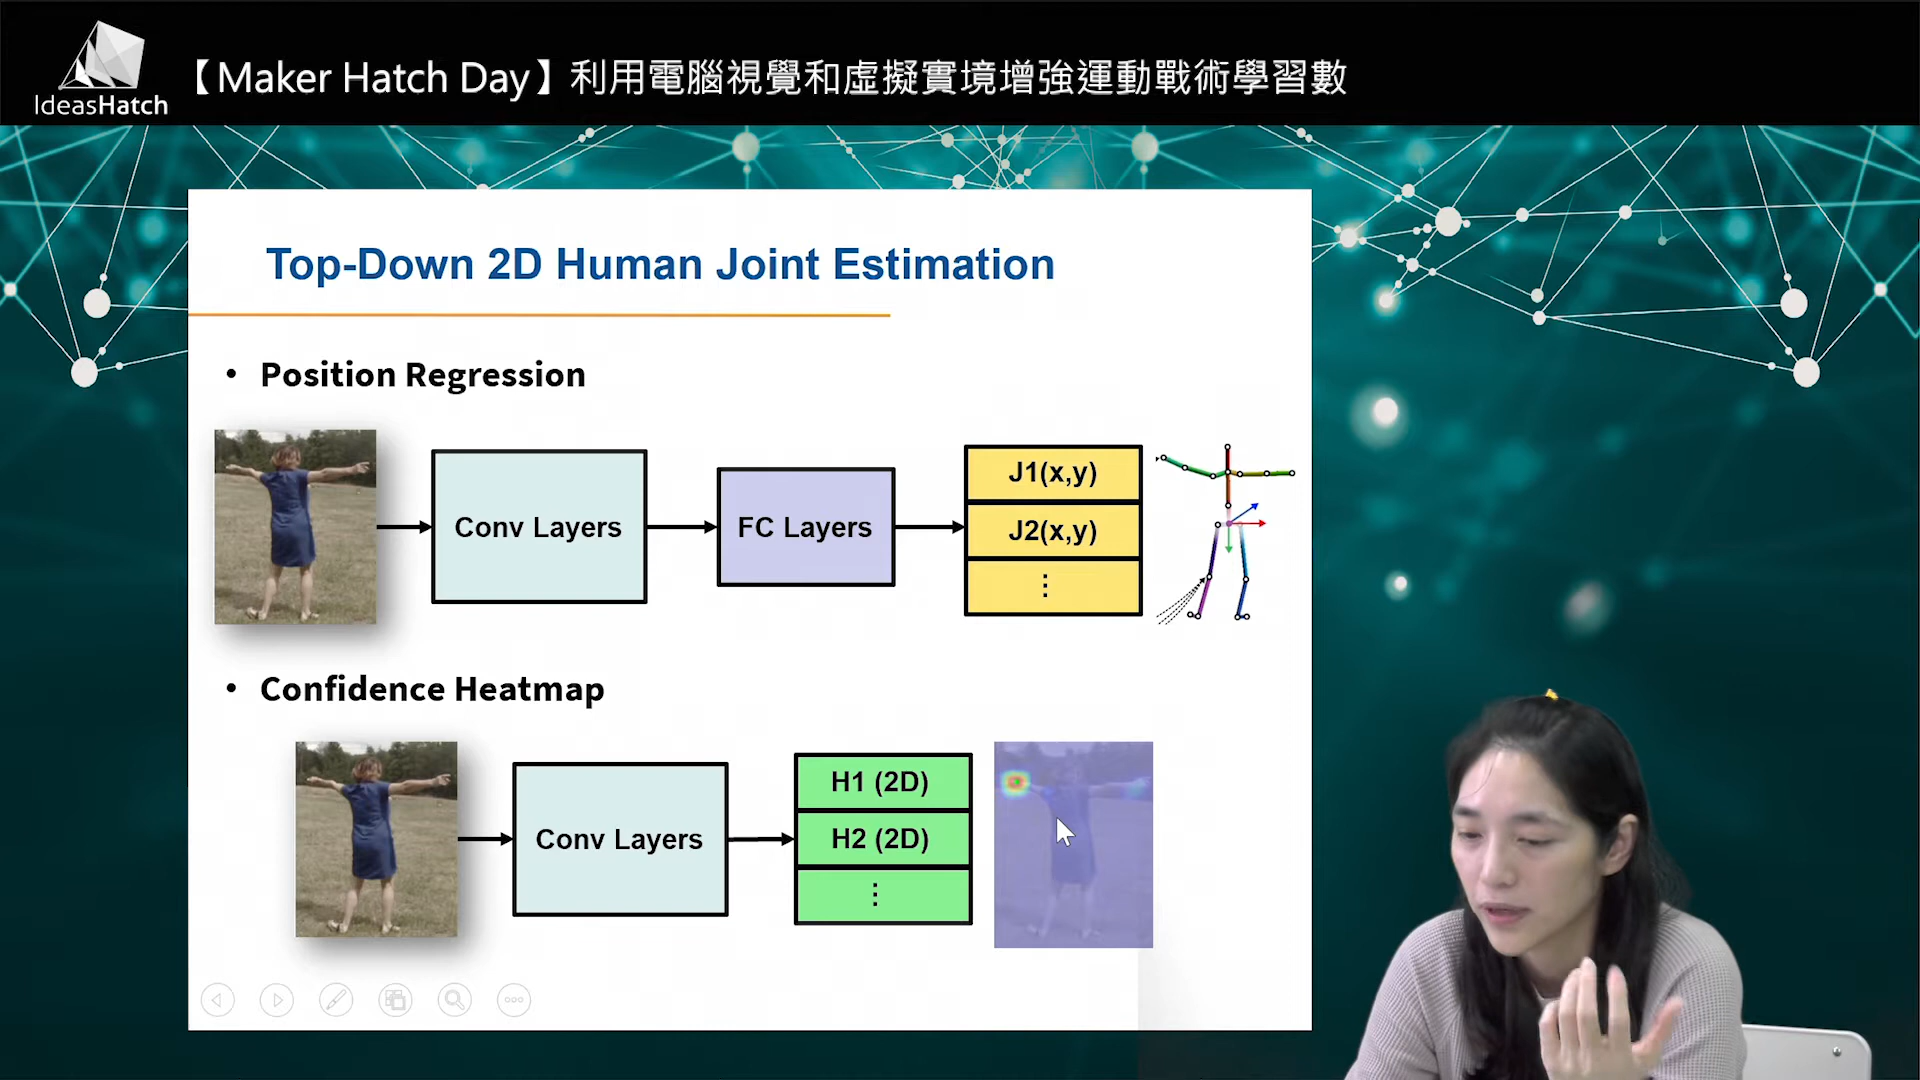 IdeasHatch
【Maker Hatch Day】利用電腦視覺和虛擬實境增強運動戰術學習數
Top-Down 2D Human Joint Estimation
• Position Regression
Conv Layers
FC Layers
J1(x,y)
J2(x,y)
⋮
• Confidence Heatmap
Conv Layers
H1 (2D)
H2 (2D)
⋮